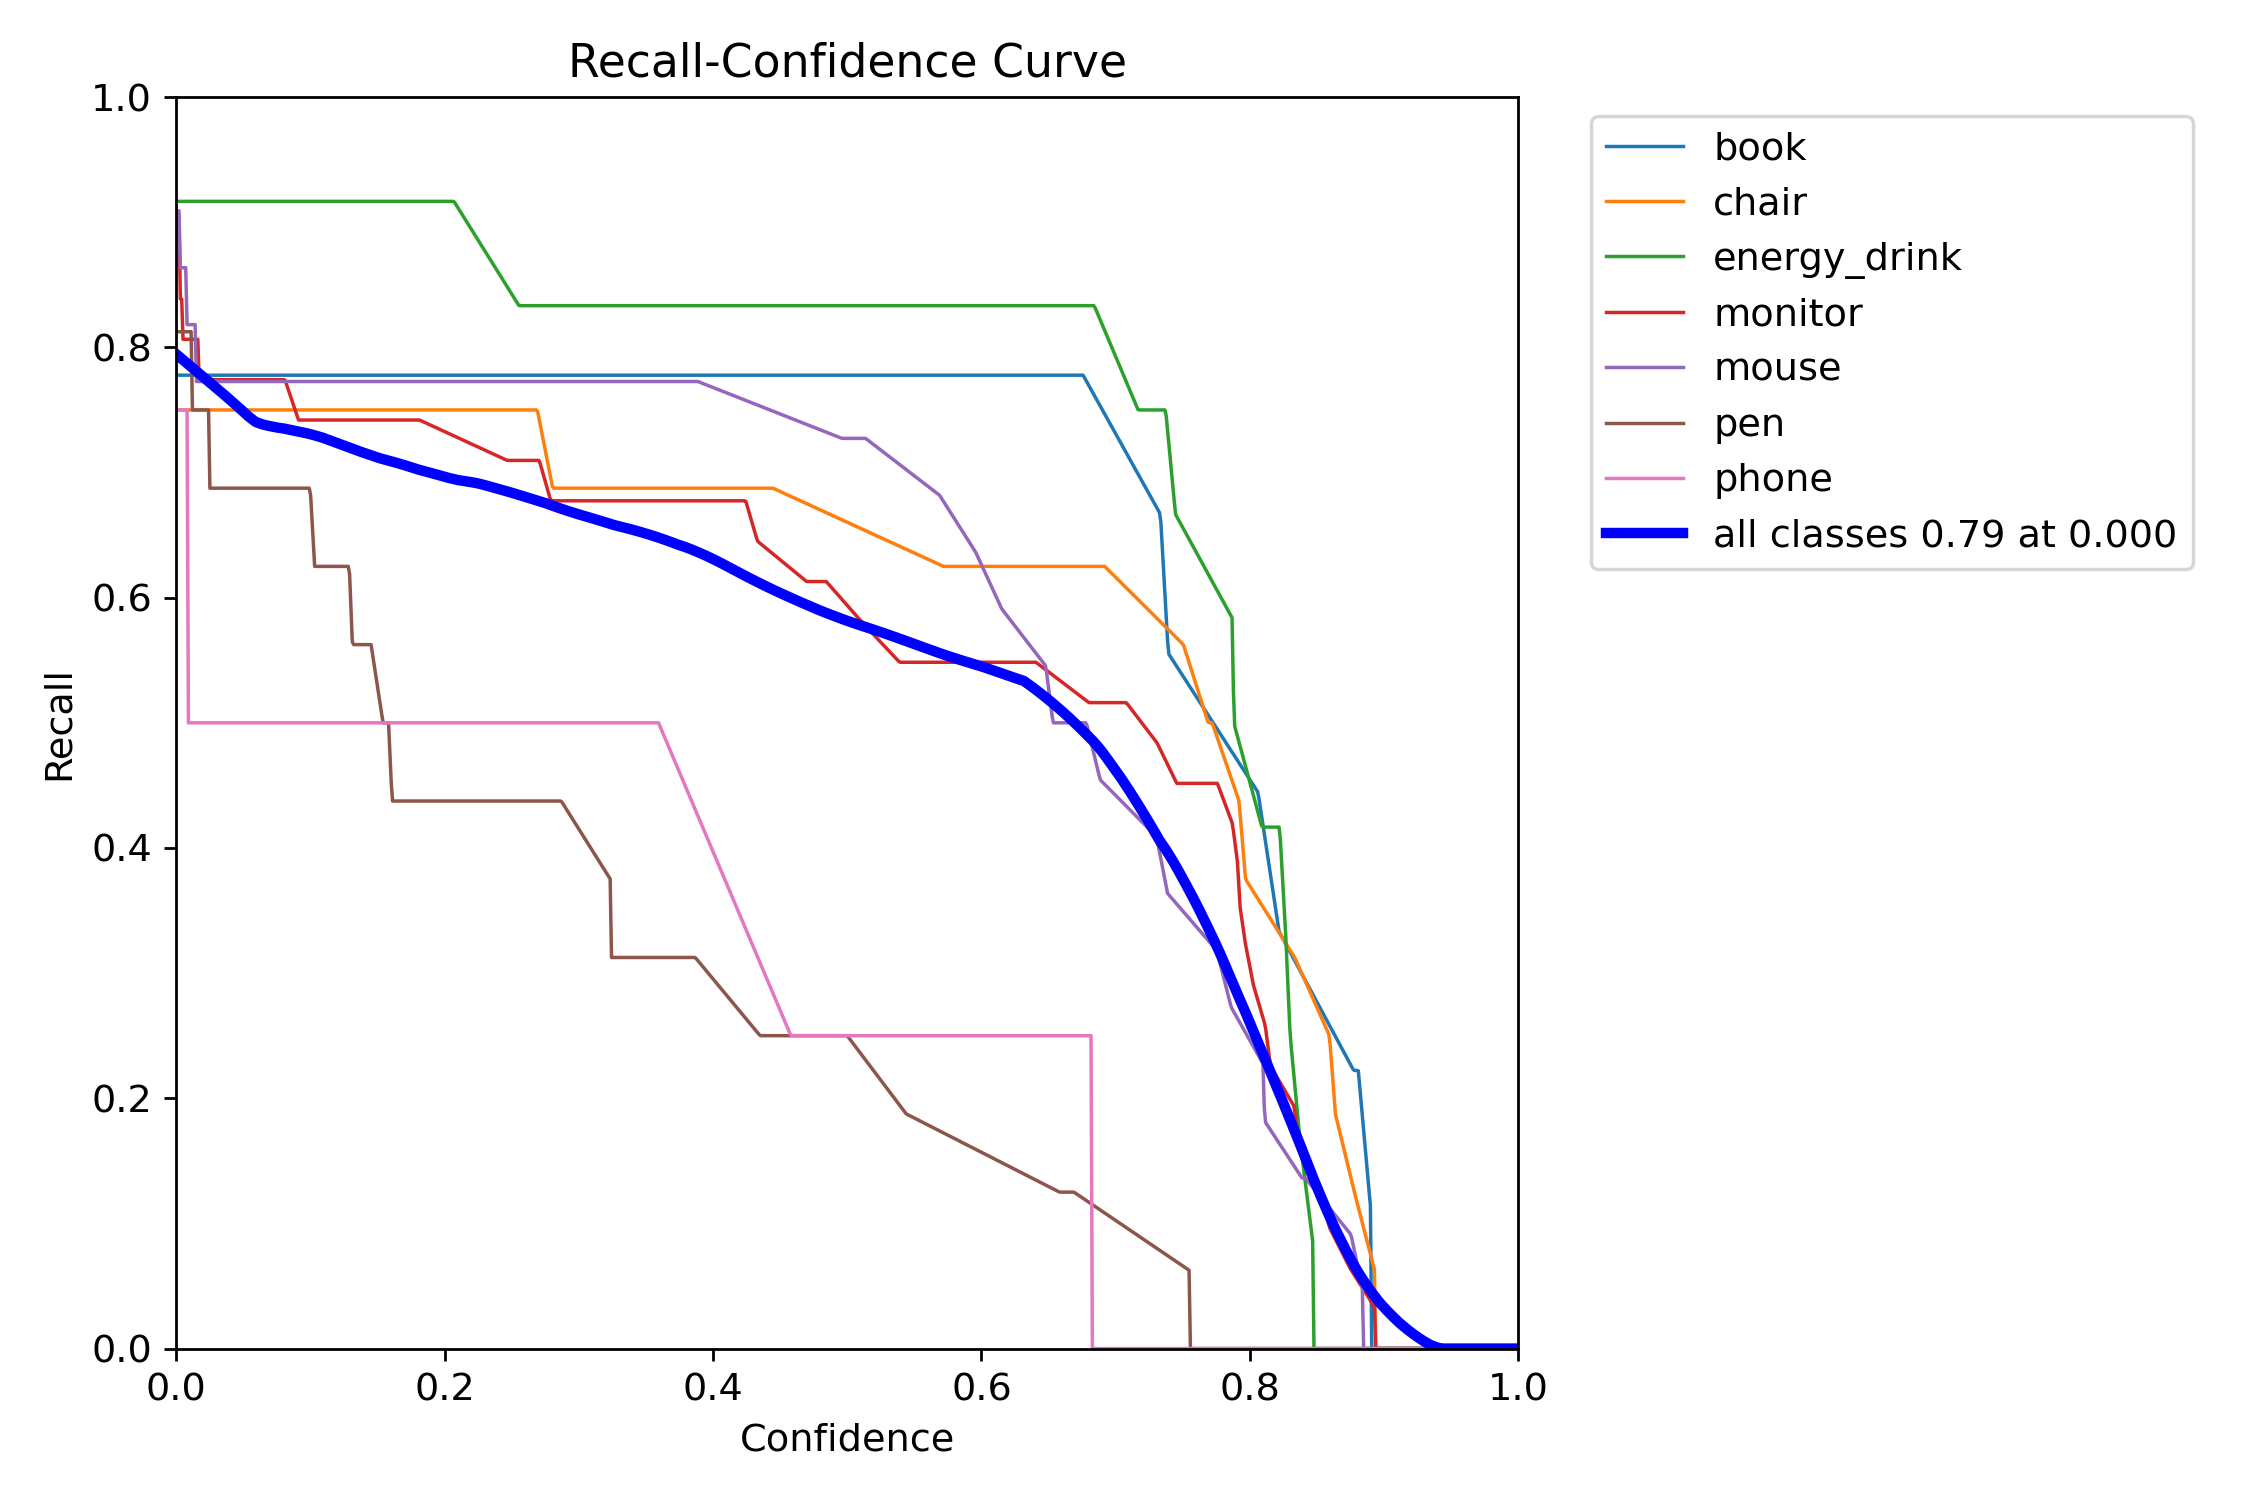 Recall-Confidence Curve
1.0
0.8
0.6
0.4
0.2
0.0
Recall
0.0 0.2 0.4 0.6 0.8 1.0
Confidence
book
chair
energy_drink
monitor
mouse
pen
phone
all classes 0.79 at 0.000